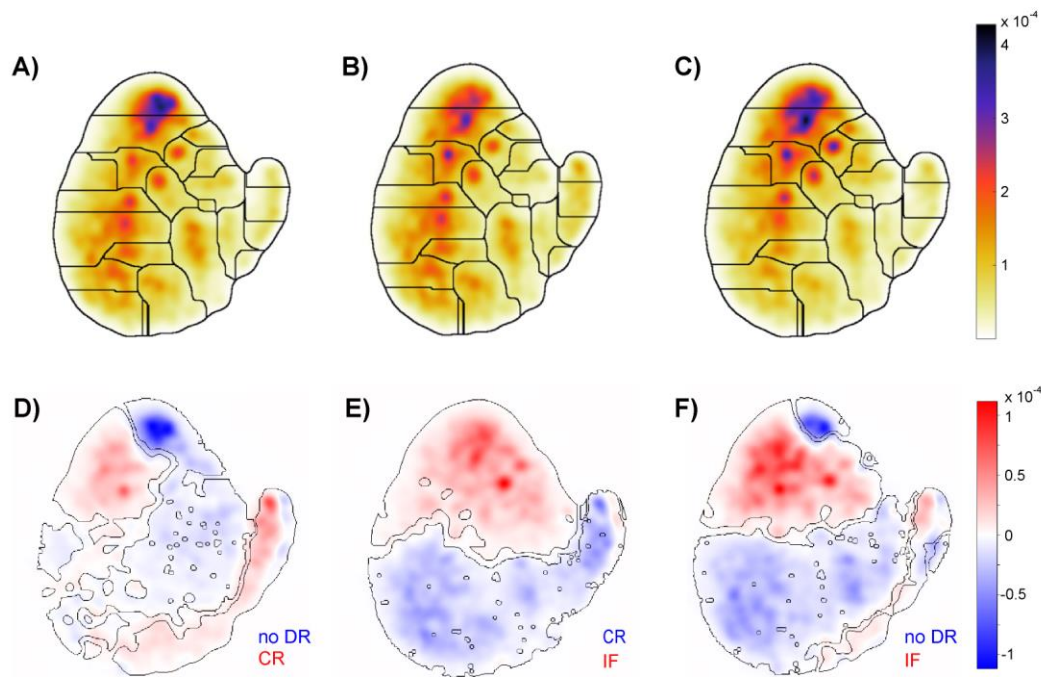 x 10⁻⁴
A) B) C) 4
3
2
1
D) E) F) x 10⁻⁴
1
0.5
0
-0.5
no DR CR no DR
CR IF IF -1